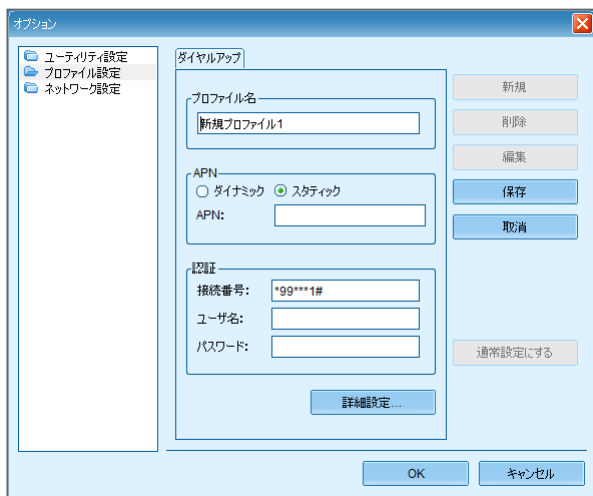 オプション
ユーティリティ設定
プロファイル設定
ネットワーク設定
ダイヤルアップ
プロファイル名
新規プロファイル1
APN
ダイナミック スタティック
APN:
認証
接続番号: *99***1#
ユーザ名:
パスワード:
詳細設定...
新規
削除
編集
保存
取消
通常設定にする
OK キャンセル